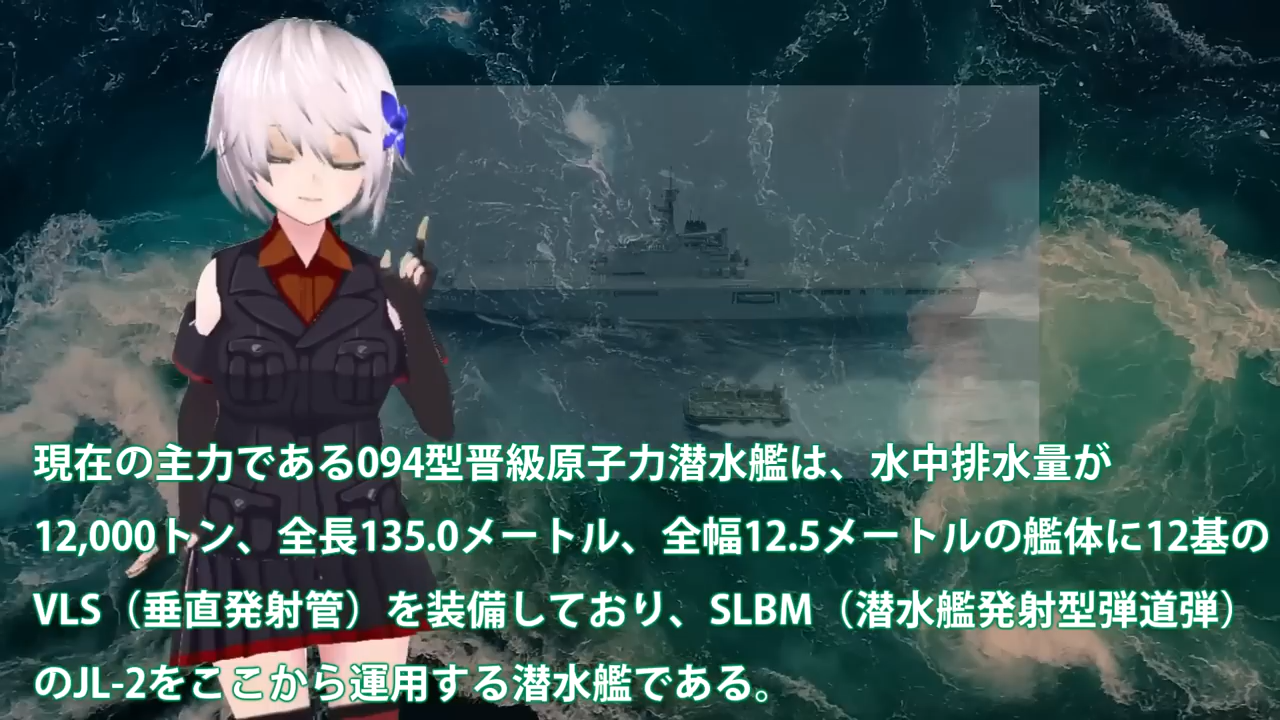 現在の主力である094型晋級原子力潜水艦は、水中排水量が
12,000トン、全長135.0メートル、全幅12.5メートルの艦体に12基の
VLS（垂直発射管）を装備しており、SLBM（潜水艦発射型弾道弾）
のJL-2をここから運用する潜水艦である。